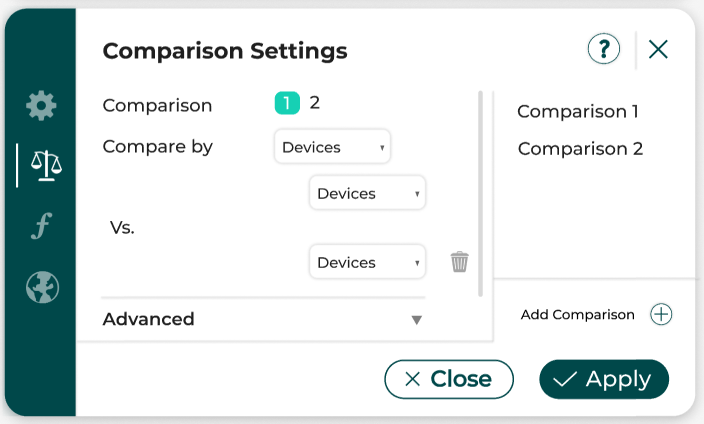 Comparison Settings
?
Comparison 1 2
Compare by Devices
Devices
Vs.
Devices
Advanced
Comparison 1
Comparison 2
Add Comparison
Close
Apply